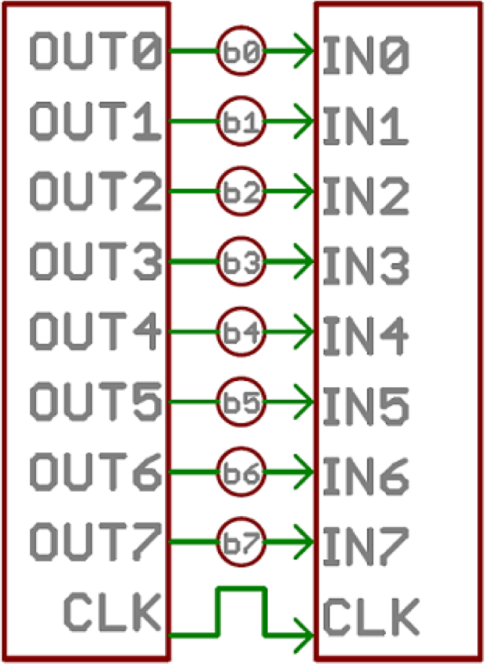 OUT0 b0 IN0
OUT1 b1 IN1
OUT2 b2 IN2
OUT3 b3 IN3
OUT4 b4 IN4
OUT5 b5 IN5
OUT6 b6 IN6
OUT7 b7 IN7
CLK CLK